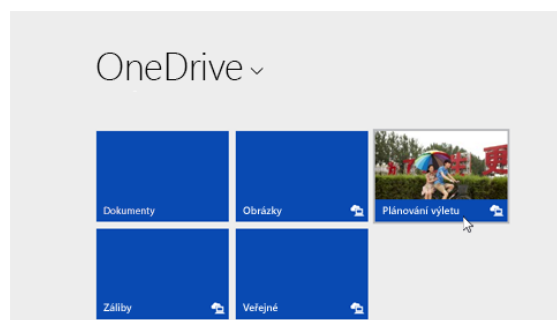 OneDrive
Dokumenty
Obrázky
Plánování výletu
Záliby
Veřejné